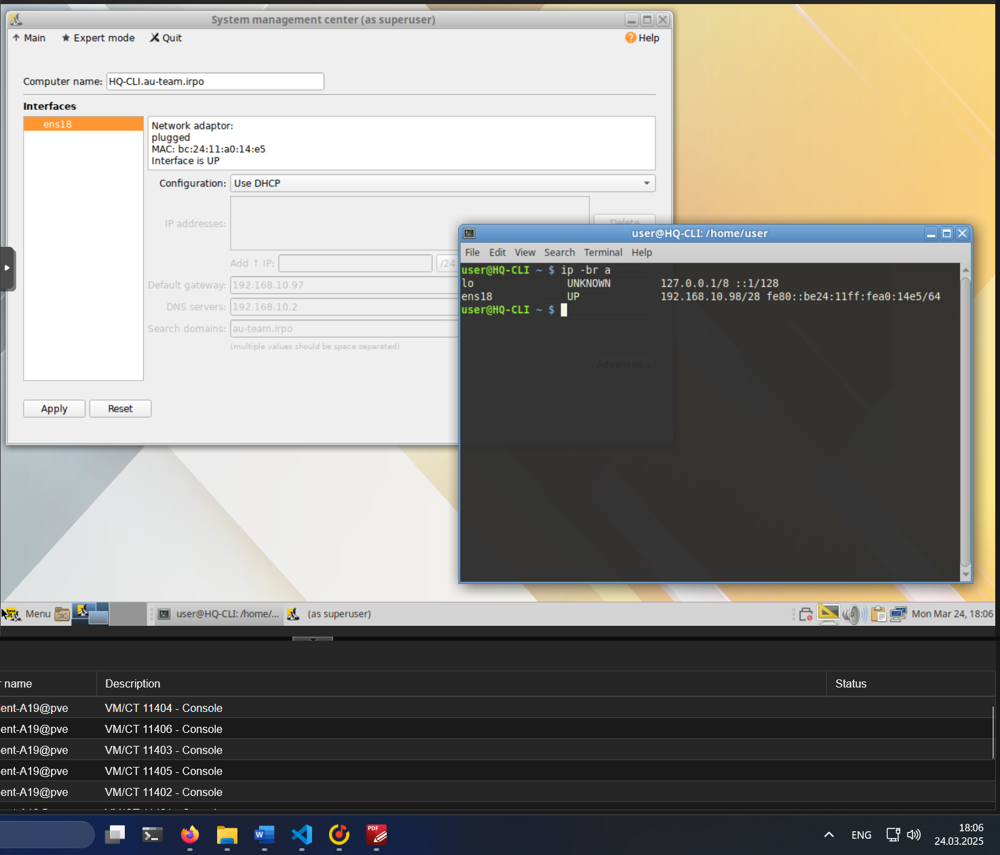 System management center (as superuser)
Main Expert mode Quit Help
Computer name: HQ-CLI.au-team.irpo
Interfaces
ens18
Network adaptor:
plugged
MAC: bc:24:11:a0:14:e5
Interface is UP
Configuration: Use DHCP
IP addresses:
Delete
Add ↑ IP: /24
Default gateway: 192.168.10.97
DNS servers: 192.168.10.2
Search domains: au-team.irpo
(multiple values should be space separated)
Advanced...
Apply Reset
user@HQ-CLI: /home/user
File Edit View Search Terminal Help
user@HQ-CLI ~ $ ip -br a
lo UNKNOWN 127.0.0.1/8 ::1/128
ens18 UP 192.168.10.98/28 fe80::be24:11ff:fea0:14e5/64
user@HQ-CLI ~ $
Menu user@HQ-CLI: /home/... (as superuser) Mon Mar 24, 18:06
r name Description Status
ent-A19@pve VM/CT 11404 - Console
ent-A19@pve VM/CT 11406 - Console
ent-A19@pve VM/CT 11403 - Console
ent-A19@pve VM/CT 11405 - Console
ent-A19@pve VM/CT 11402 - Console
PDF
ENG
18:06
24.03.2025